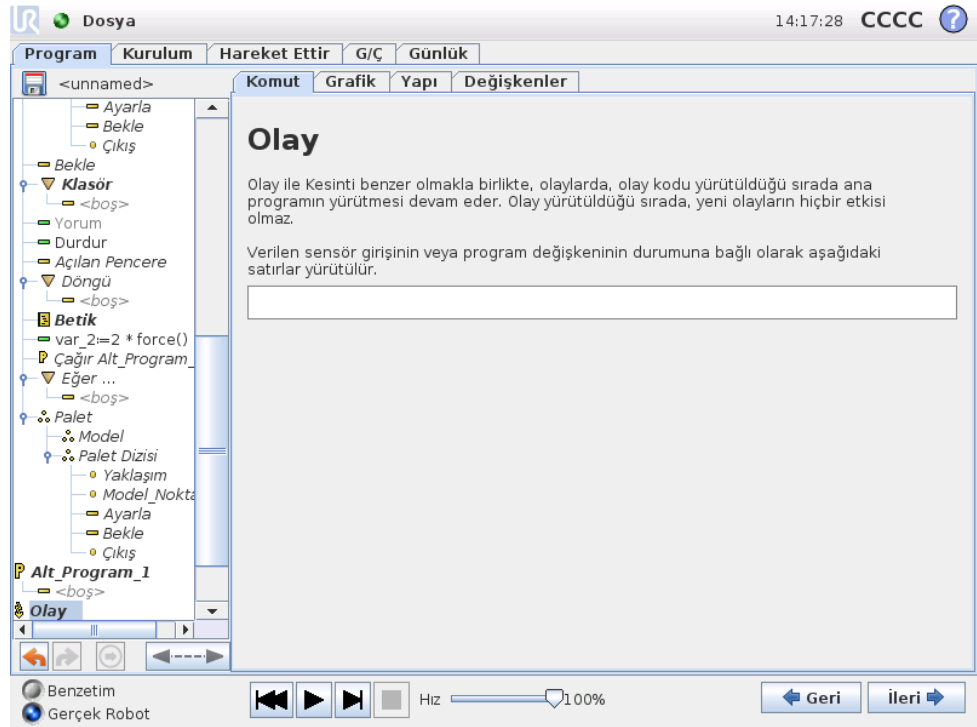 UR Dosya 14:17:28 CCCC ?
Program Kurulum Hareket Ettir G/Ç Günlük
<unnamed>
Komut Grafik Yapı Değişkenler
Ayarla
Bekle
Çıkış
Bekle
Klasör
<boş>
Yorum
Durdur
Açılan Pencere
Döngü
<boş>
Betik
var_2:=2 * force()
Çağır Alt_Program_
Eğer ...
<boş>
Palet
Model
Palet Dizisi
Yaklaşım
Model_Nokta
Ayarla
Bekle
Çıkış
Alt_Program_1
<boş>
Olay
Olay
Olay ile Kesinti benzer olmakla birlikte, olaylarda, olay kodu yürütüldüğü sırada ana
programın yürütmesi devam eder. Olay yürütüldüğü sırada, yeni olayların hiçbir etkisi
olmaz.
Verilen sensör girişinin veya program değişkeninin durumuna bağlı olarak aşağıdaki
satırlar yürütülür.
Benzetim
Gerçek Robot
Hız 100%
Geri İleri